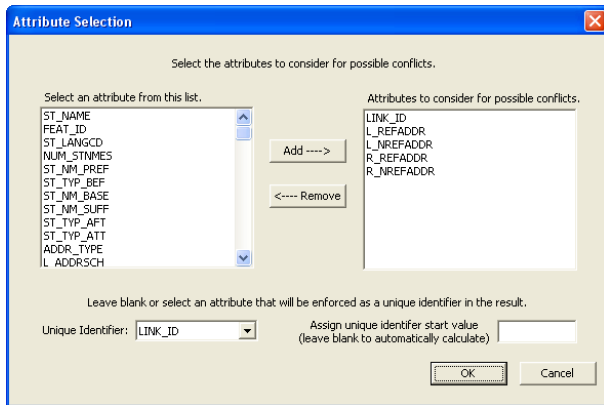 Attribute Selection
Select the attributes to consider for possible conflicts.
Select an attribute from this list.
ST_NAME
FEAT_ID
ST_LANGCD
NUM_STNMES
ST_NM_PREF
ST_TYP_BEF
ST_NM_BASE
ST_NM_SUFF
ST_TYP_AFT
ST_TYP_ATT
ADDR_TYPE
L_ADDRSCH
Add ---->
<---- Remove
Attributes to consider for possible conflicts.
LINK_ID
L_REFADDR
L_NREFADDR
R_REFADDR
R_NREFADDR
Leave blank or select an attribute that will be enforced as a unique identifier in the result.
Unique Identifier: LINK_ID
Assign unique identifer start value
(leave blank to automatically calculate)
OK
Cancel